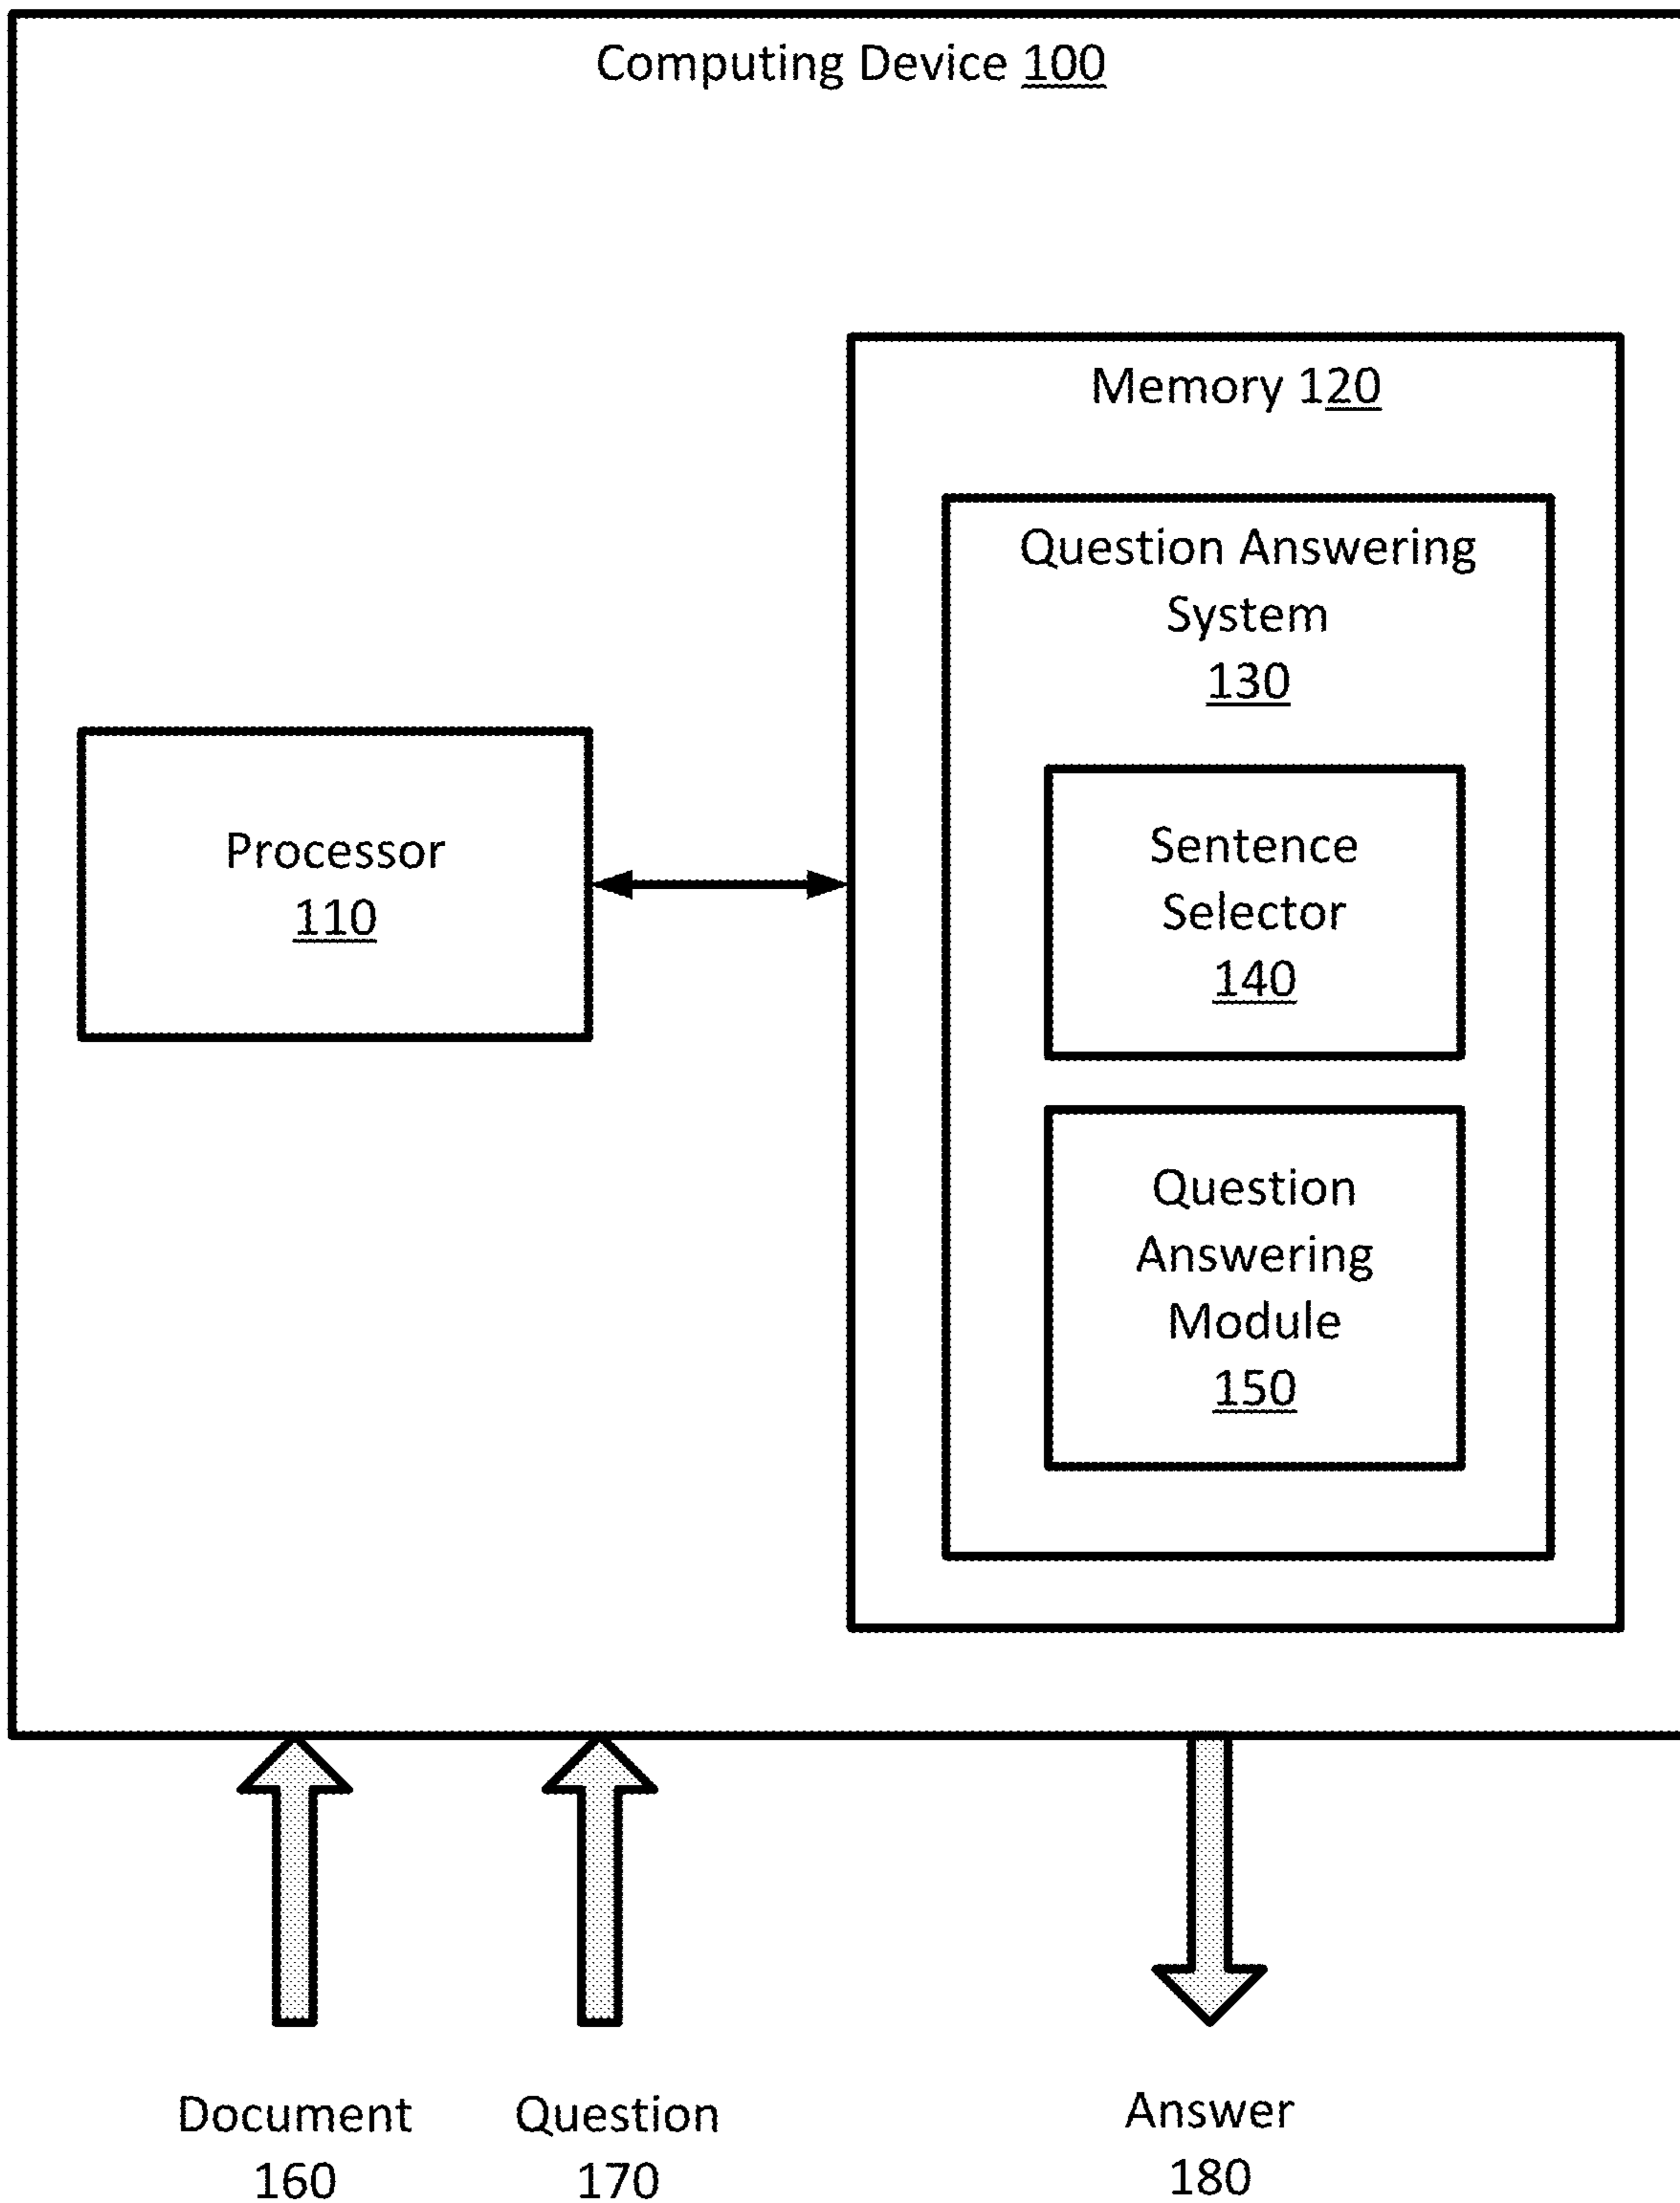 Computing Device 100
Memory 120
Question Answering
System
130
Processor
110
Sentence
Selector
140
Question
Answering
Module
150
Document
160
Question
170
Answer
180